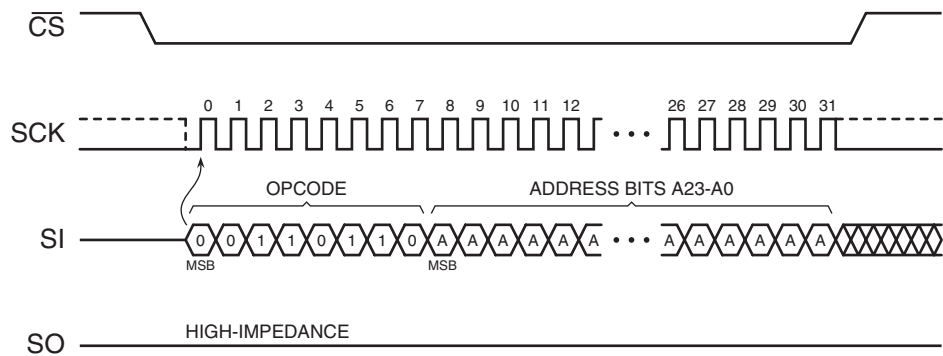 CS
0 1 2 3 4 5 6 7 8 9 10 11 12 26 27 28 29 30 31
SCK • • •
OPCODE ADDRESS BITS A23-A0
SI 0 0 1 1 0 1 1 0 A A A A A A • • • A A A A A A
MSB MSB
HIGH-IMPEDANCE
SO